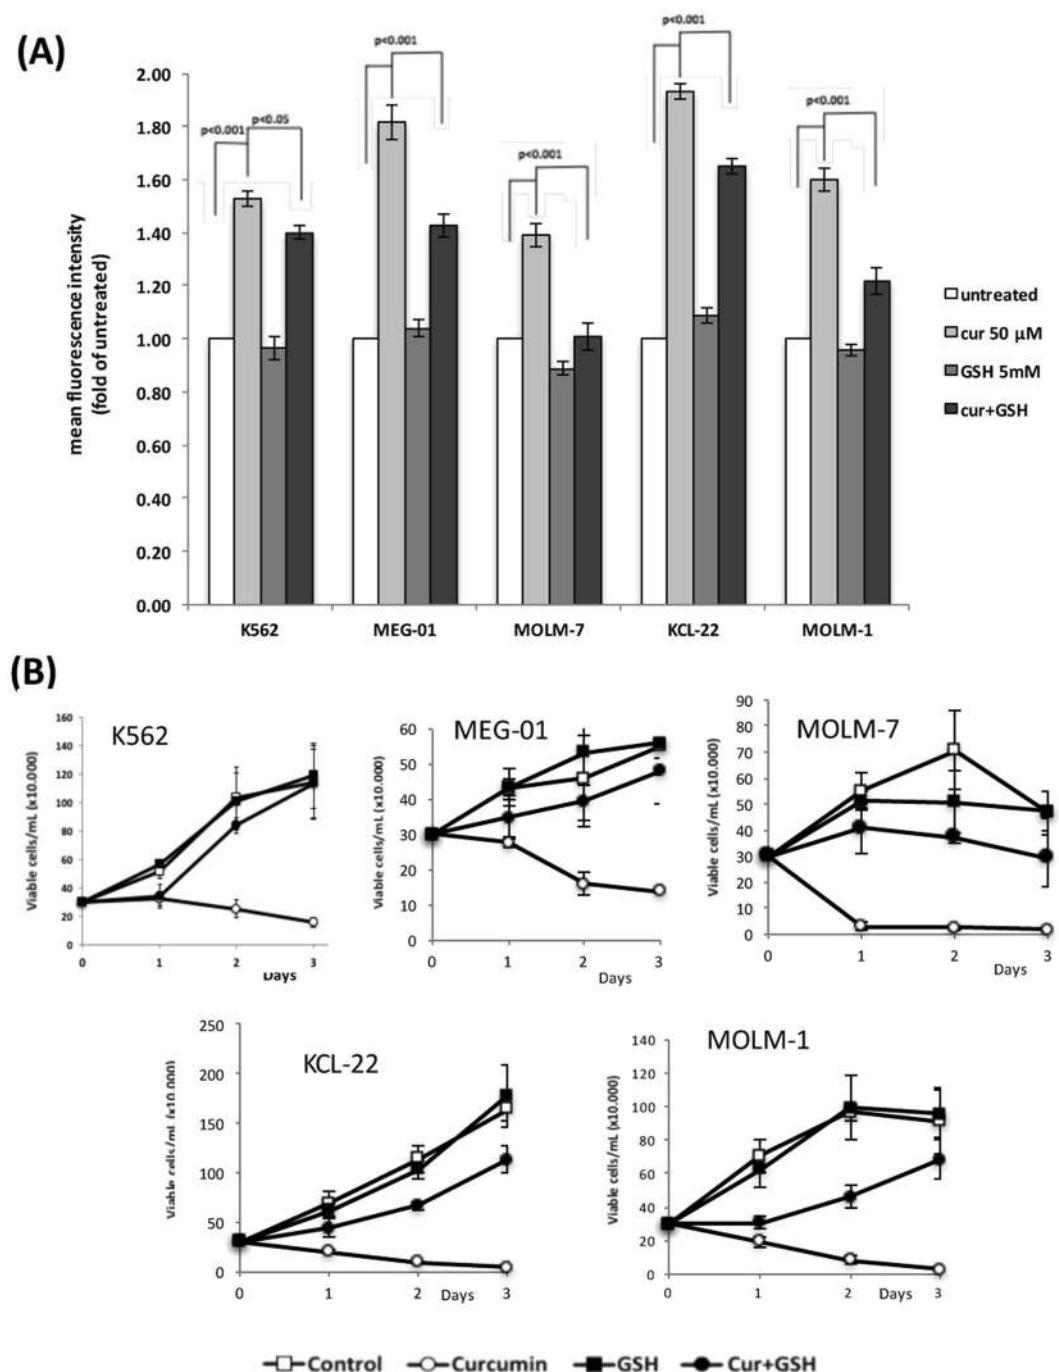 (A)
p<0.001
p<0.001
p<0.001
p<0.05
p<0.001
p<0.001
2.00
1.80
1.60
1.40
1.20
1.00
0.80
0.60
0.40
0.20
0.00
mean fluorescence intensity
(fold of untreated)
untreated
cur 50 µM
GSH 5mM
cur+GSH
K562 MEG-01 MOLM-7 KCL-22 MOLM-1
(B)
K562
Viable cells/mL (x10.000)
160
140
120
100
80
60
40
20
0
0 1 2 3
Days
MEG-01
Viable cells/mL (x10.000)
60
50
40
30
20
10
0
0 1 2 3
Days
MOLM-7
Viable cells/mL (x10.000)
90
80
70
60
50
40
30
20
10
0
0 1 2 3
Days
KCL-22
Viable cells/mL (x10.000)
250
200
150
100
50
0
0 1 2 Days 3
MOLM-1
Viable cells/mL (x10.000)
140
120
100
80
60
40
20
0
0 1 2 Days 3
Control Curcumin GSH Cur+GSH